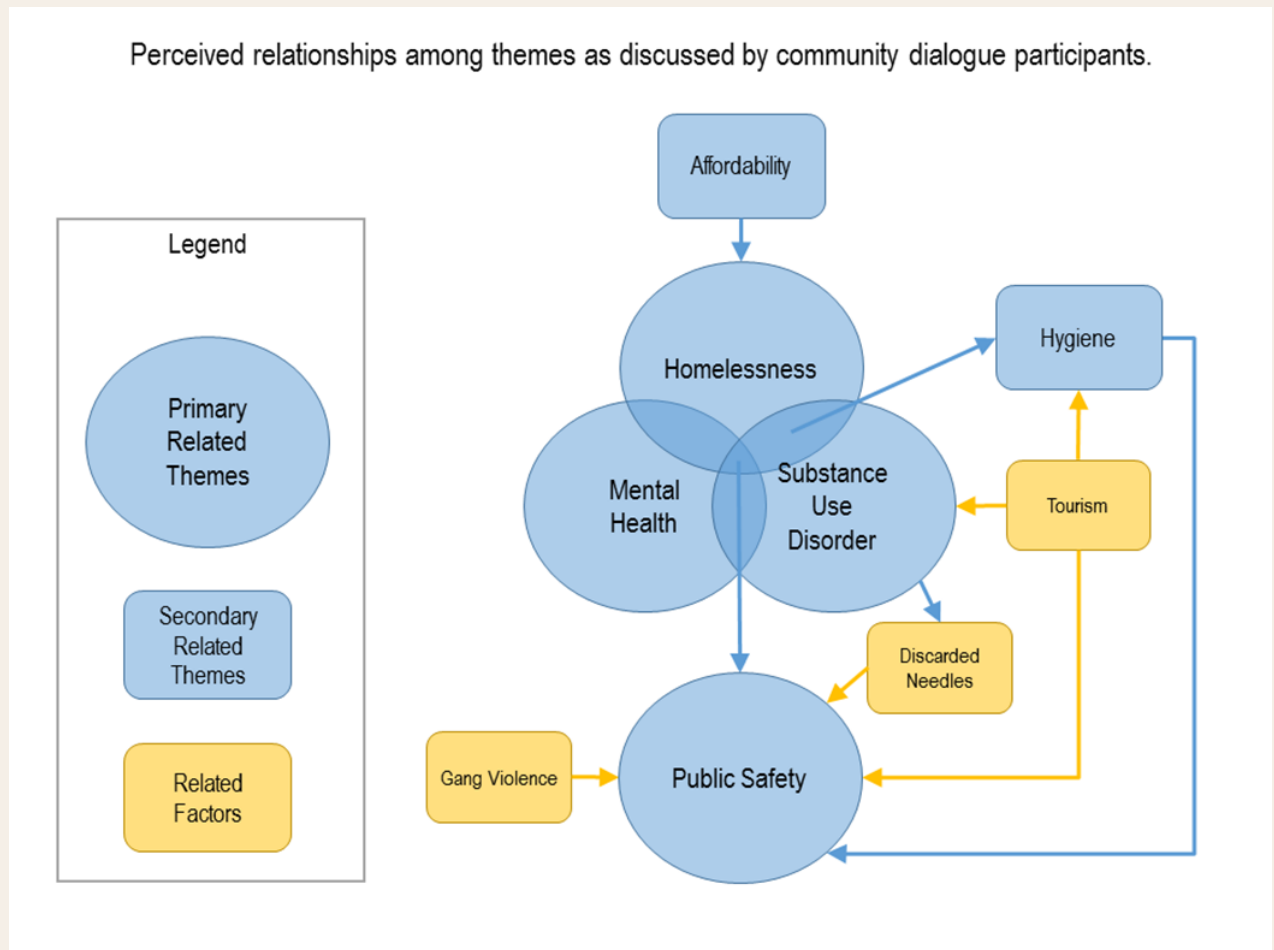 Perceived relationships among themes as discussed by community dialogue participants.
Legend
Primary
Related
Themes
Secondary
Related
Themes
Related
Factors
Affordability
Homelessness
Hygiene
Mental
Health
Substance
Use
Disorder
Tourism
Discarded
Needles
Gang Violence
Public Safety